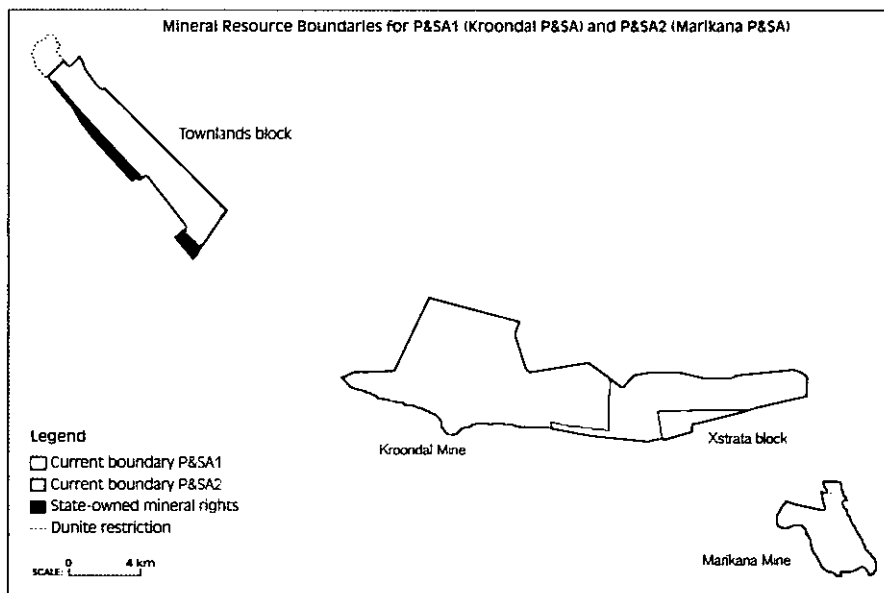 Mineral Resource Boundaries for P&SA1 (Kroondal P&SA) and P&SA2 (Marikana P&SA)
Townlands block
Kroondal Mine
Xstrata block
Marikana Mine
Legend
Current boundary P&SA1
Current boundary P&SA2
State-owned mineral rights
Dunite restriction
SCALE: 0 4 km